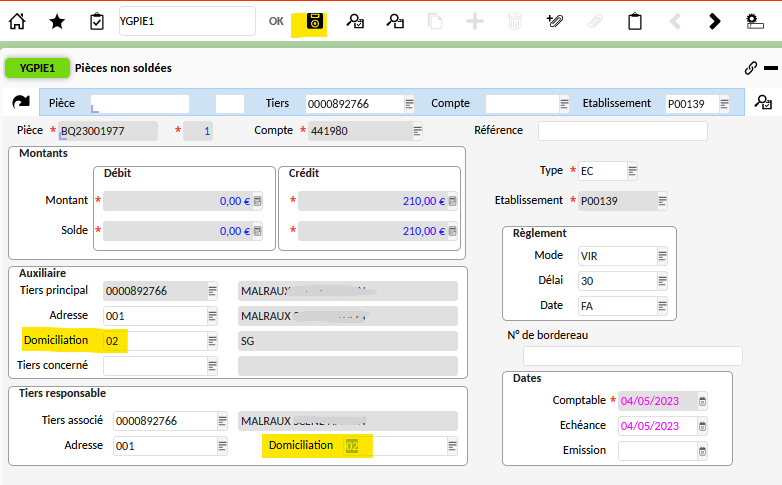 YGPIE1 OK
YGPIE1 Pièces non soldées
Pièce Tiers 0000892766 Compte Etablissement P00139
Pièce * BQ23001977 * 1 Compte * 441980 Référence
Montants
Débit Crédit
Type * EC
Montant * 0,00 € * 210,00 €
Etablissement * P00139
Solde * 0,00 € * 210,00 €
Règlement
Mode VIR
Délai 30
Date FA
Auxiliaire
Tiers principal 0000892766 MALRAUX
Adresse 001 MALRAUX
Domiciliation 02 SG
Tiers concerné
N° de bordereau
Tiers responsable
Tiers associé 0000892766 MALRAUX
Adresse 001 Domiciliation 02
Dates
Comptable * 04/05/2023
Echéance 04/05/2023
Emission